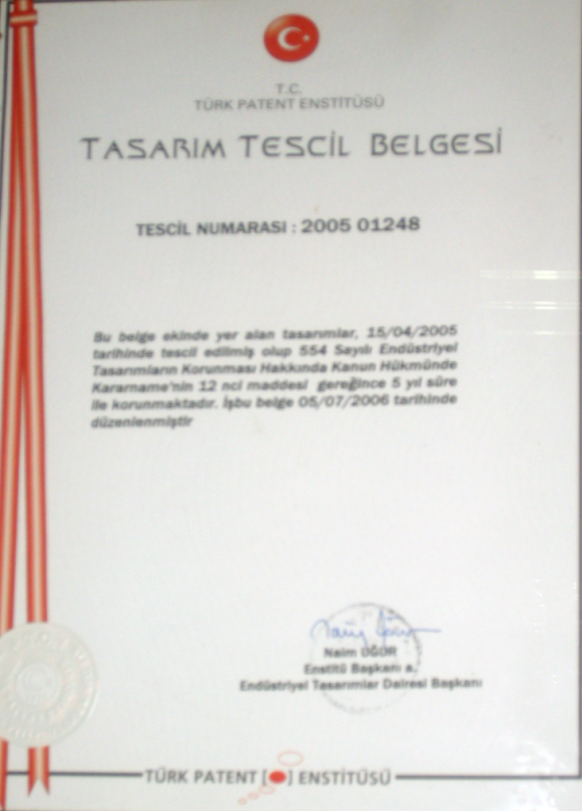 T.C.
TÜRK PATENT ENSTİTÜSÜ
TASARIM TESCİL BELGESİ
TESCİL NUMARASI : 2005 01248
Bu belge ekinde yer alan tasarımlar, 15/04/2005
tarihinde tescil edilmiş olup 554 Sayılı Endüstriyel
Tasarımların Korunması Hakkında Kanun Hükmünde
Kararname'nin 12 nci maddesi gereğince 5 yıl süre
ile korunmaktadır. İşbu belge 05/07/2006 tarihinde
düzenlenmiştir
Naim UĞUR
Enstitü Başkanı a.
Endüstriyel Tasarımlar Dairesi Başkanı
TÜRK PATENT [ ] ENSTİTÜSÜ